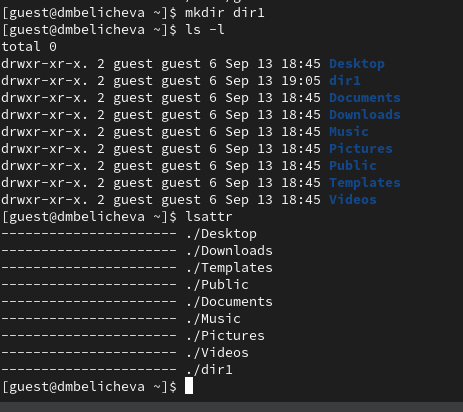 [guest@dmbelicheva ~]$ mkdir dir1
[guest@dmbelicheva ~]$ ls -l
total 0
drwxr-xr-x. 2 guest guest 6 Sep 13 18:45 Desktop
drwxr-xr-x. 2 guest guest 6 Sep 13 19:05 dir1
drwxr-xr-x. 2 guest guest 6 Sep 13 18:45 Documents
drwxr-xr-x. 2 guest guest 6 Sep 13 18:45 Downloads
drwxr-xr-x. 2 guest guest 6 Sep 13 18:45 Music
drwxr-xr-x. 2 guest guest 6 Sep 13 18:45 Pictures
drwxr-xr-x. 2 guest guest 6 Sep 13 18:45 Public
drwxr-xr-x. 2 guest guest 6 Sep 13 18:45 Templates
drwxr-xr-x. 2 guest guest 6 Sep 13 18:45 Videos
[guest@dmbelicheva ~]$ lsattr
---------------------- ./Desktop
---------------------- ./Downloads
---------------------- ./Templates
---------------------- ./Public
---------------------- ./Documents
---------------------- ./Music
---------------------- ./Pictures
---------------------- ./Videos
---------------------- ./dir1
[guest@dmbelicheva ~]$